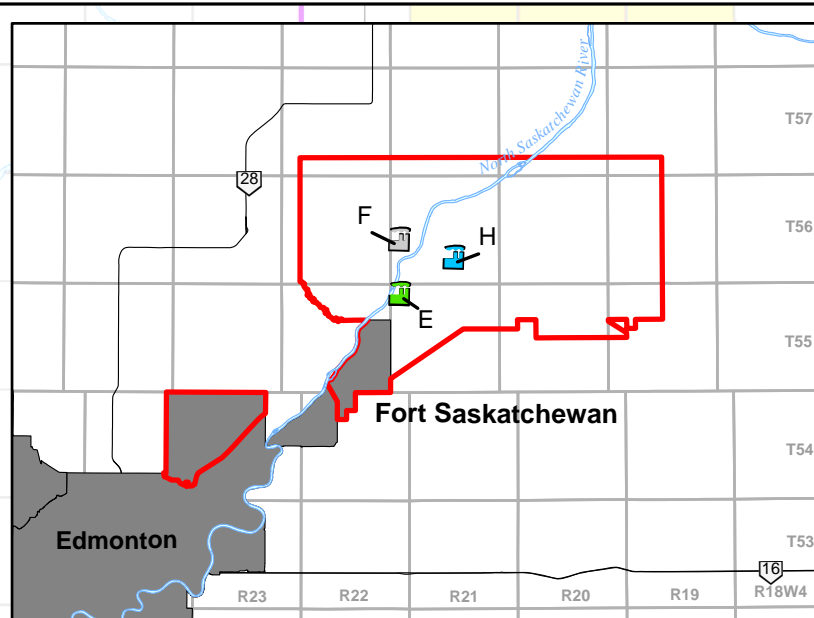 T57
North Saskatchewan River
28
F
T56
H
E
T55
Fort Saskatchewan
T54
Edmonton
T53
16
R23
R22
R21
R20
R19
R18W4